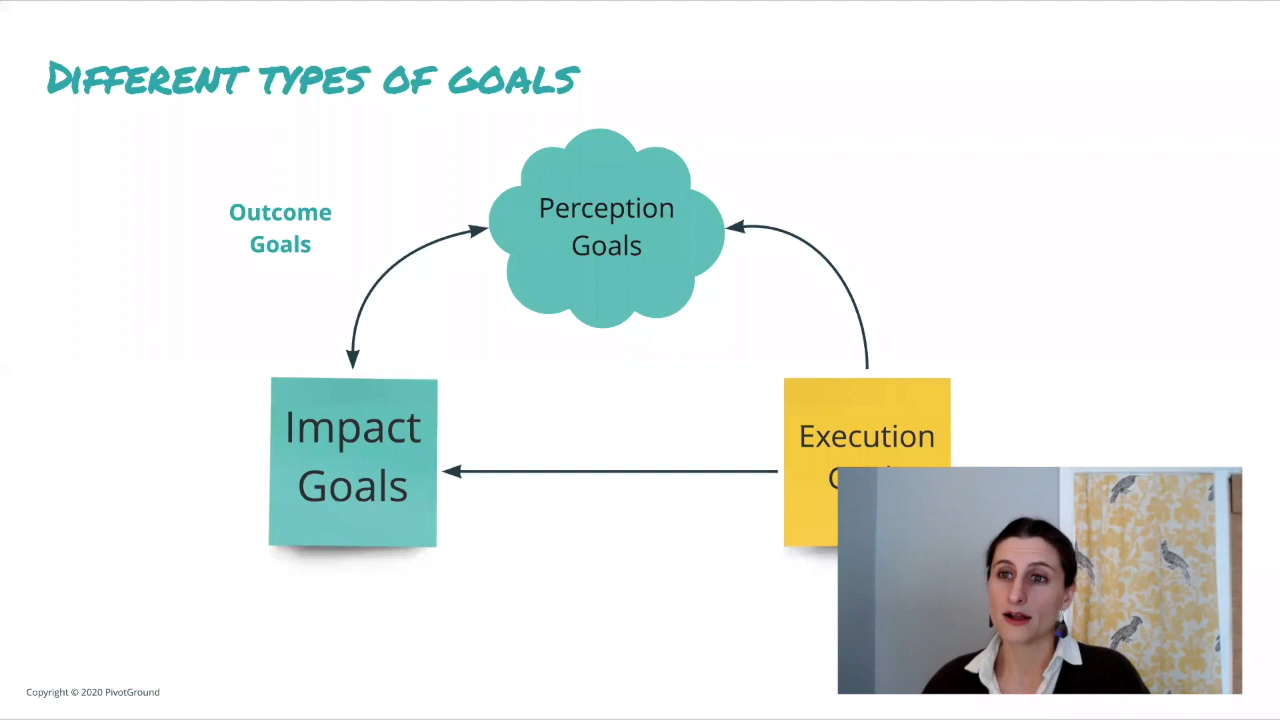 DIFFERENT TYPES OF GOALS
Outcome
Goals
Perception
Goals
Impact
Goals
Execution
Copyright © 2020 PivotGround